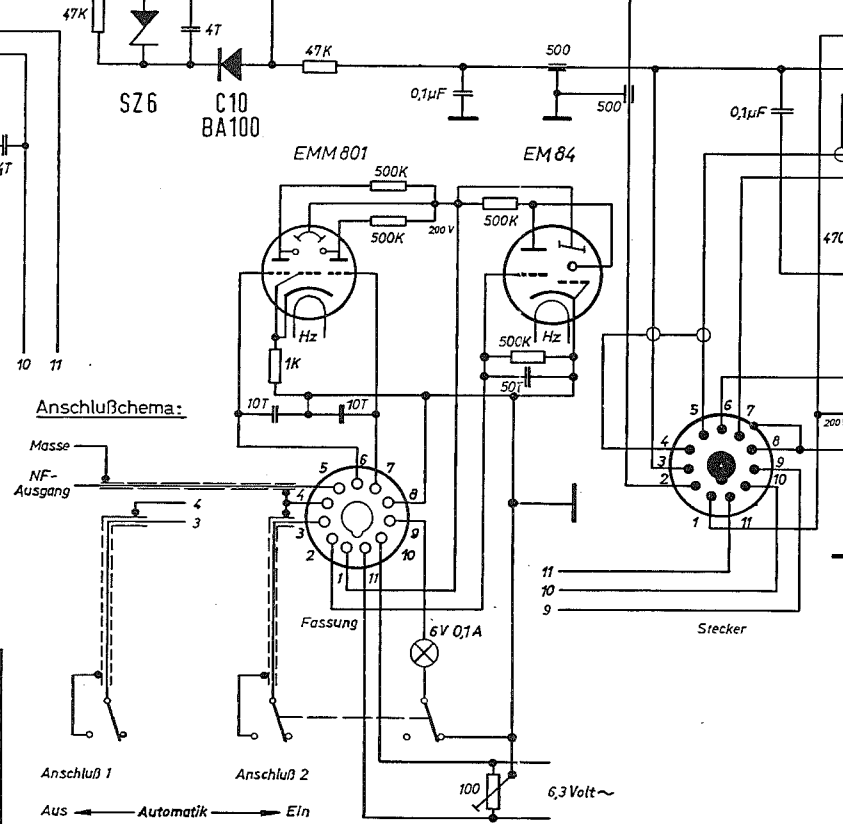 47K
4T
47K
500
SZ6
C10
BA100
0,1µF
500
0,1µF
4T
EMM 801
EM 84
500K
500K
200V
500K
470
Hz
Hz
1K
500K
50T
10 11
10T 10T
Anschlußchema:
Masse
NF-
Ausgang
4
3
5 6 7
4 8
3 9
2 10
1 11
Fassung
6V 0,1A
5 6 7
4 8
3 9
2 10
1 11
200
11
10
9
Stecker
Anschluß 1
Anschluß 2
100
6,3 Volt~
Aus Automatik Ein